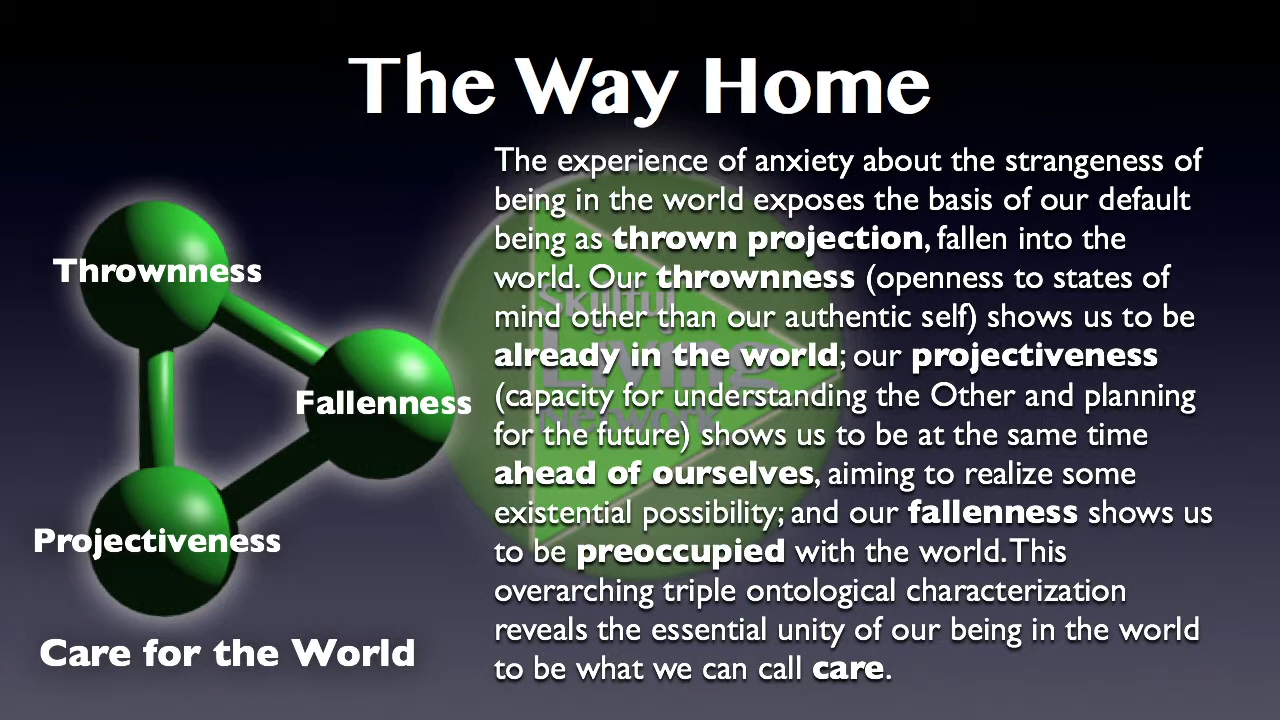 The Way Home
The experience of anxiety about the strangeness of
being in the world exposes the basis of our default
being as thrown projection, fallen into the
world. Our thrownness (openness to states of
mind other than our authentic self) shows us to be
already in the world; our projectiveness
(capacity for understanding the Other and planning
for the future) shows us to be at the same time
ahead of ourselves, aiming to realize some
existential possibility; and our fallenness shows us
to be preoccupied with the world. This
overarching triple ontological characterization
reveals the essential unity of our being in the world
to be what we can call care.
Thrownness
Fallenness
Projectiveness
Care for the World
Skilful
Living
Network